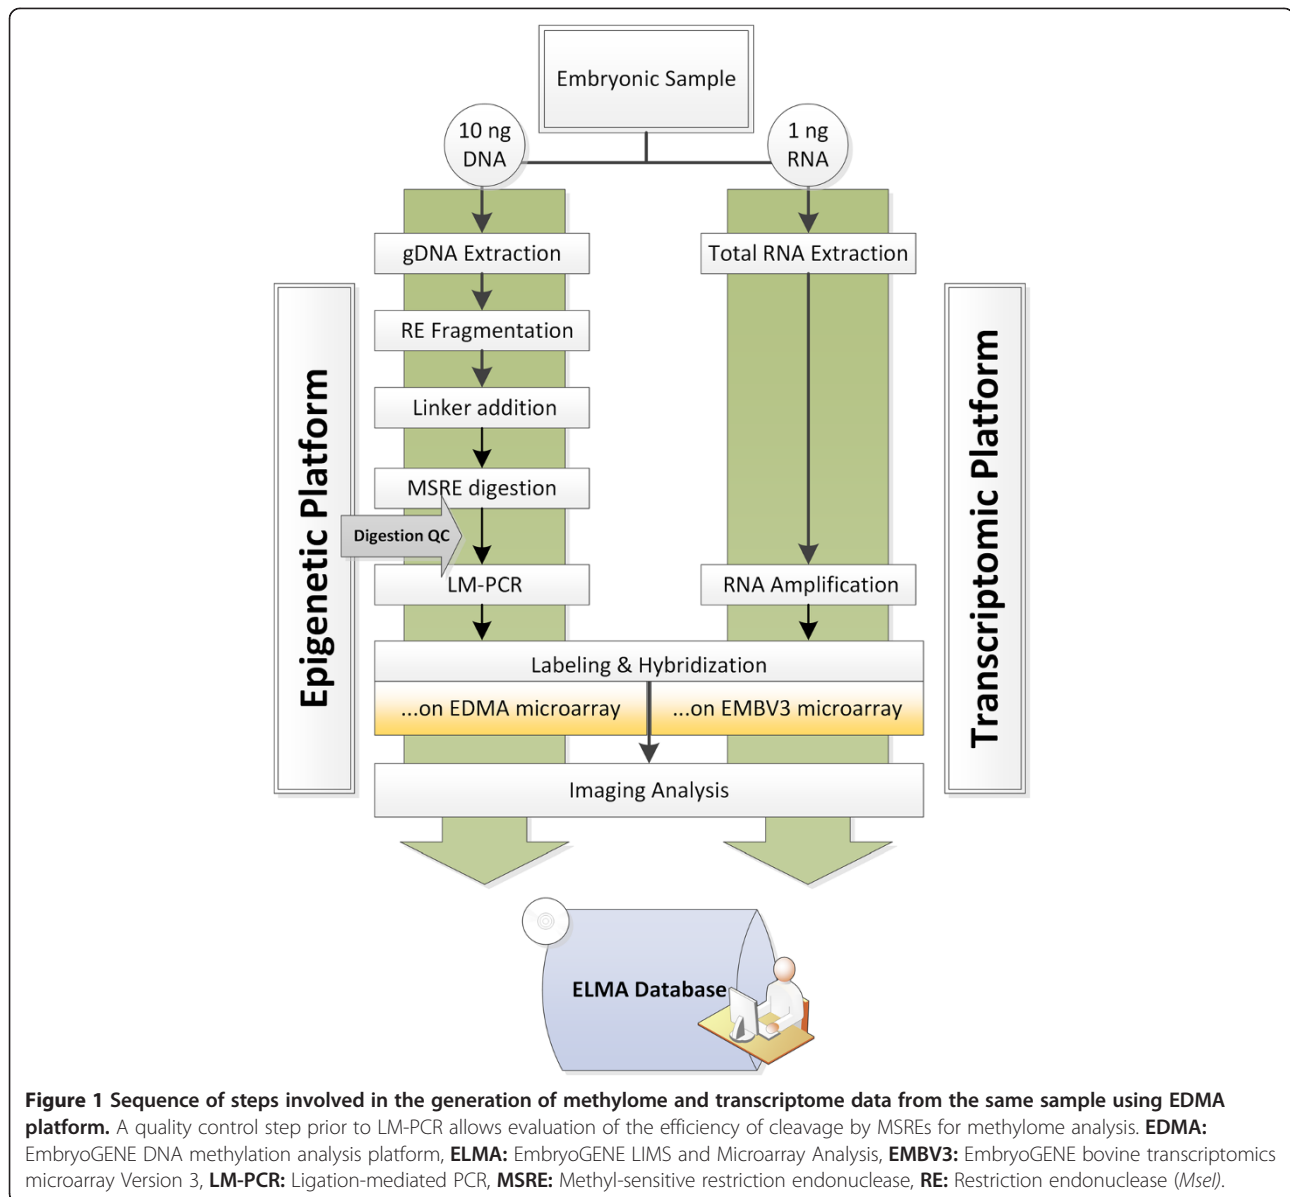 Embryonic Sample
10 ng
DNA
1 ng
RNA
gDNA Extraction
Total RNA Extraction
RE Fragmentation
Linker addition
MSRE digestion
Digestion QC
LM-PCR
RNA Amplification
Epigenetic Platform
Transcriptomic Platform
Labeling & Hybridization
...on EDMA microarray
...on EMBV3 microarray
Imaging Analysis
ELMA Database
Figure 1 Sequence of steps involved in the generation of methylome and transcriptome data from the same sample using EDMA
platform. A quality control step prior to LM-PCR allows evaluation of the efficiency of cleavage by MSREs for methylome analysis. EDMA:
EmbryoGENE DNA methylation analysis platform, ELMA: EmbryoGENE LIMS and Microarray Analysis, EMBV3: EmbryoGENE bovine transcriptomics
microarray Version 3, LM-PCR: Ligation-mediated PCR, MSRE: Methyl-sensitive restriction endonuclease, RE: Restriction endonuclease (MseI).